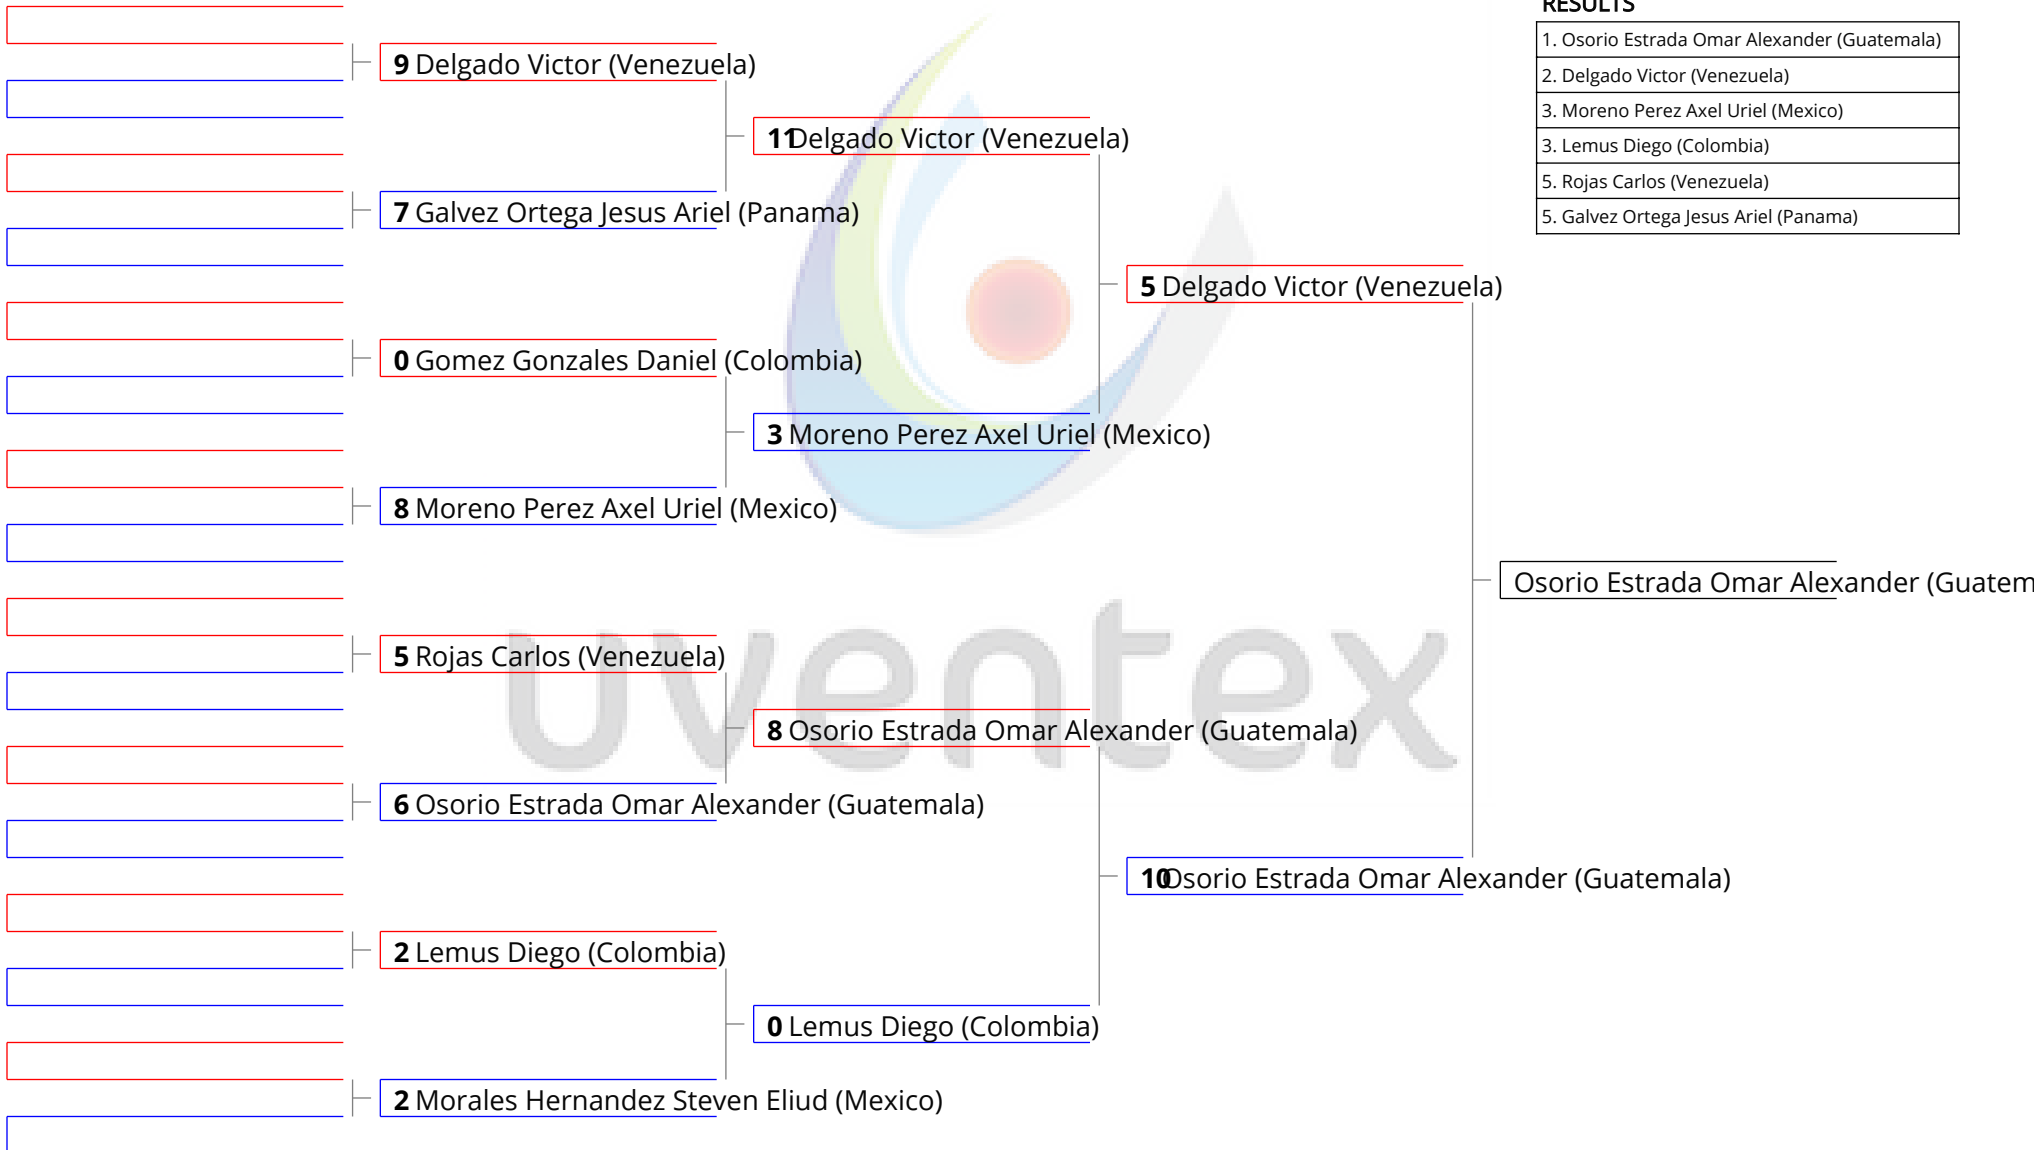 RESULTS
1. Osorio Estrada Omar Alexander (Guatemala)
2. Delgado Victor (Venezuela)
3. Moreno Perez Axel Uriel (Mexico)
3. Lemus Diego (Colombia)
5. Rojas Carlos (Venezuela)
5. Galvez Ortega Jesus Ariel (Panama)
9 Delgado Victor (Venezuela)
11 Delgado Victor (Venezuela)
7 Galvez Ortega Jesus Ariel (Panama)
5 Delgado Victor (Venezuela)
0 Gomez Gonzales Daniel (Colombia)
3 Moreno Perez Axel Uriel (Mexico)
8 Moreno Perez Axel Uriel (Mexico)
Osorio Estrada Omar Alexander (Guatem
5 Rojas Carlos (Venezuela)
uventex
8 Osorio Estrada Omar Alexander (Guatemala)
6 Osorio Estrada Omar Alexander (Guatemala)
10 Osorio Estrada Omar Alexander (Guatemala)
2 Lemus Diego (Colombia)
0 Lemus Diego (Colombia)
2 Morales Hernandez Steven Eliud (Mexico)